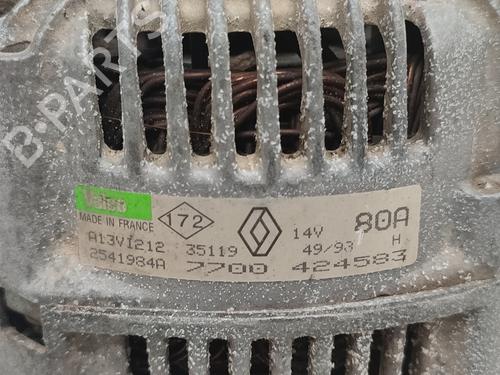 B-PARTS
Valeo
MADE IN FRANCE
172
14V
80A
A13VI212
35119
49/93
H
2541984A
7700
424583